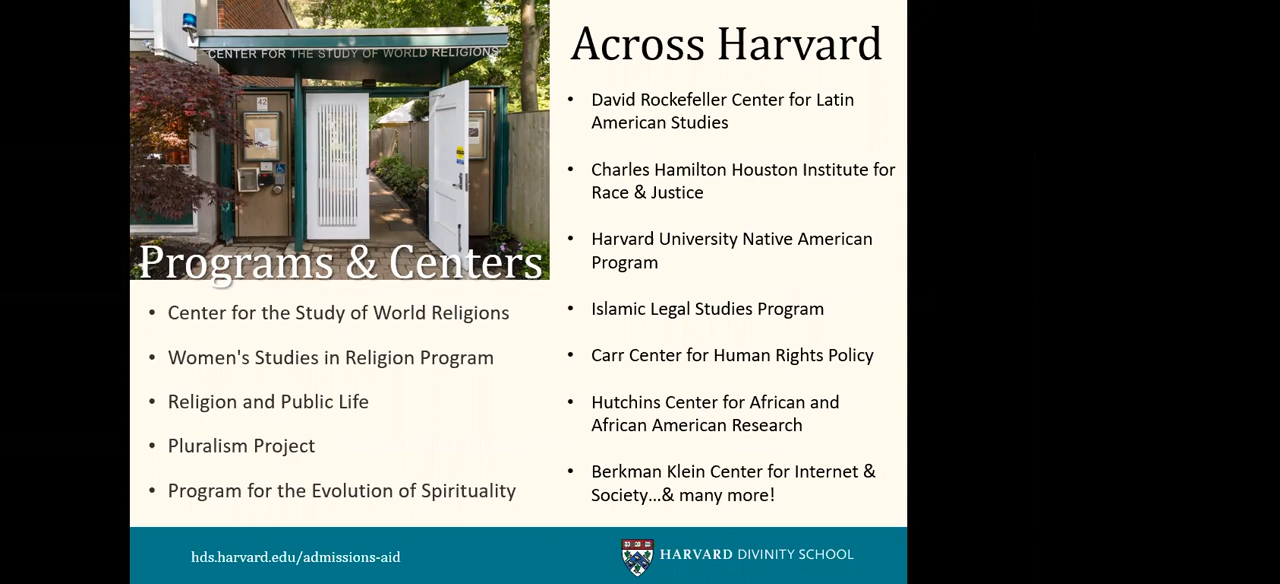 CENTER FOR THE STUDY OF WORLD RELIGIONS
42
Programs & Centers
• Center for the Study of World Religions
• Women's Studies in Religion Program
• Religion and Public Life
• Pluralism Project
• Program for the Evolution of Spirituality
Across Harvard
• David Rockefeller Center for Latin
American Studies
• Charles Hamilton Houston Institute for
Race & Justice
• Harvard University Native American
Program
• Islamic Legal Studies Program
• Carr Center for Human Rights Policy
• Hutchins Center for African and
African American Research
• Berkman Klein Center for Internet &
Society...& many more!
hds.harvard.edu/admissions-aid
HARVARD DIVINITY SCHOOL